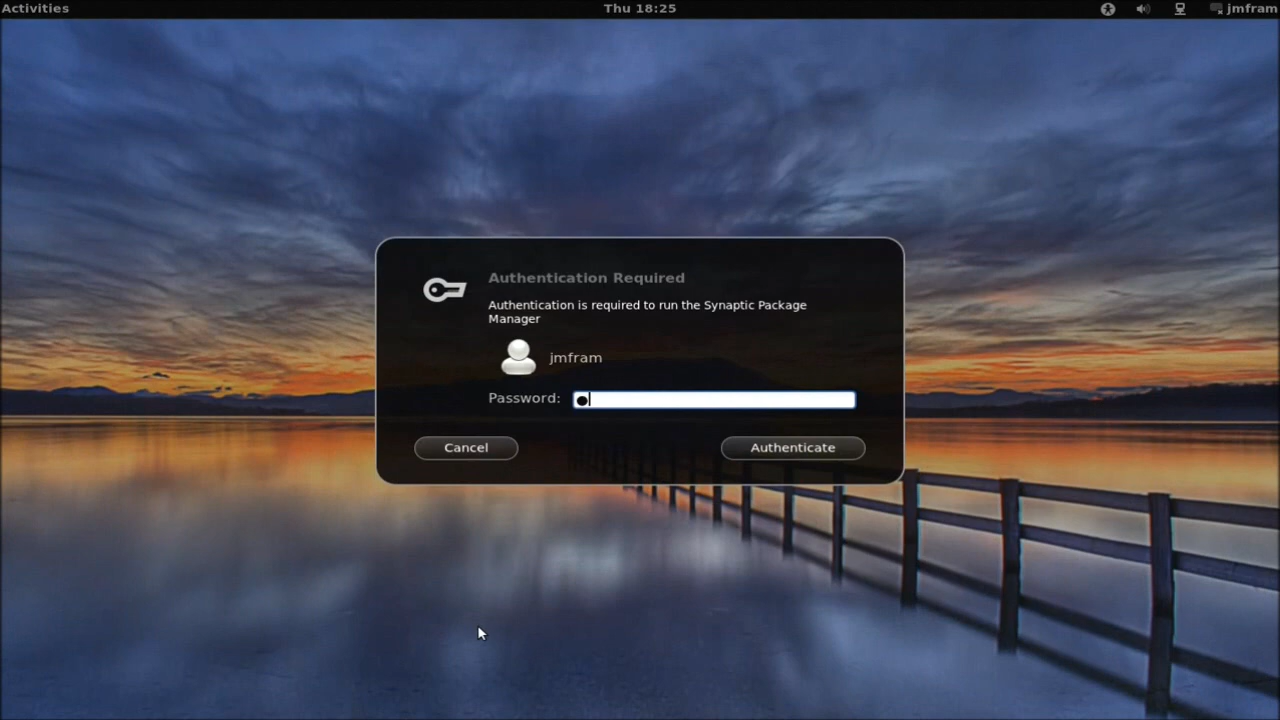 Activities
Thu 18:25
jmfram
Authentication Required
Authentication is required to run the Synaptic Package
Manager
jmfram
Password:
Cancel
Authenticate